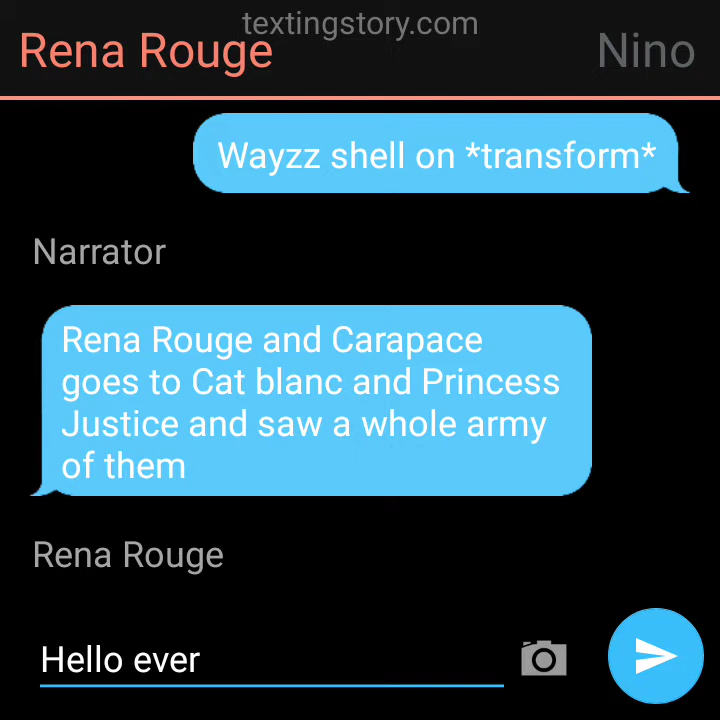 textingstory.com
Rena Rouge
Nino
Wayzz shell on *transform*
Narrator
Rena Rouge and Carapace
goes to Cat blanc and Princess
Justice and saw a whole army
of them
Rena Rouge
Hello ever